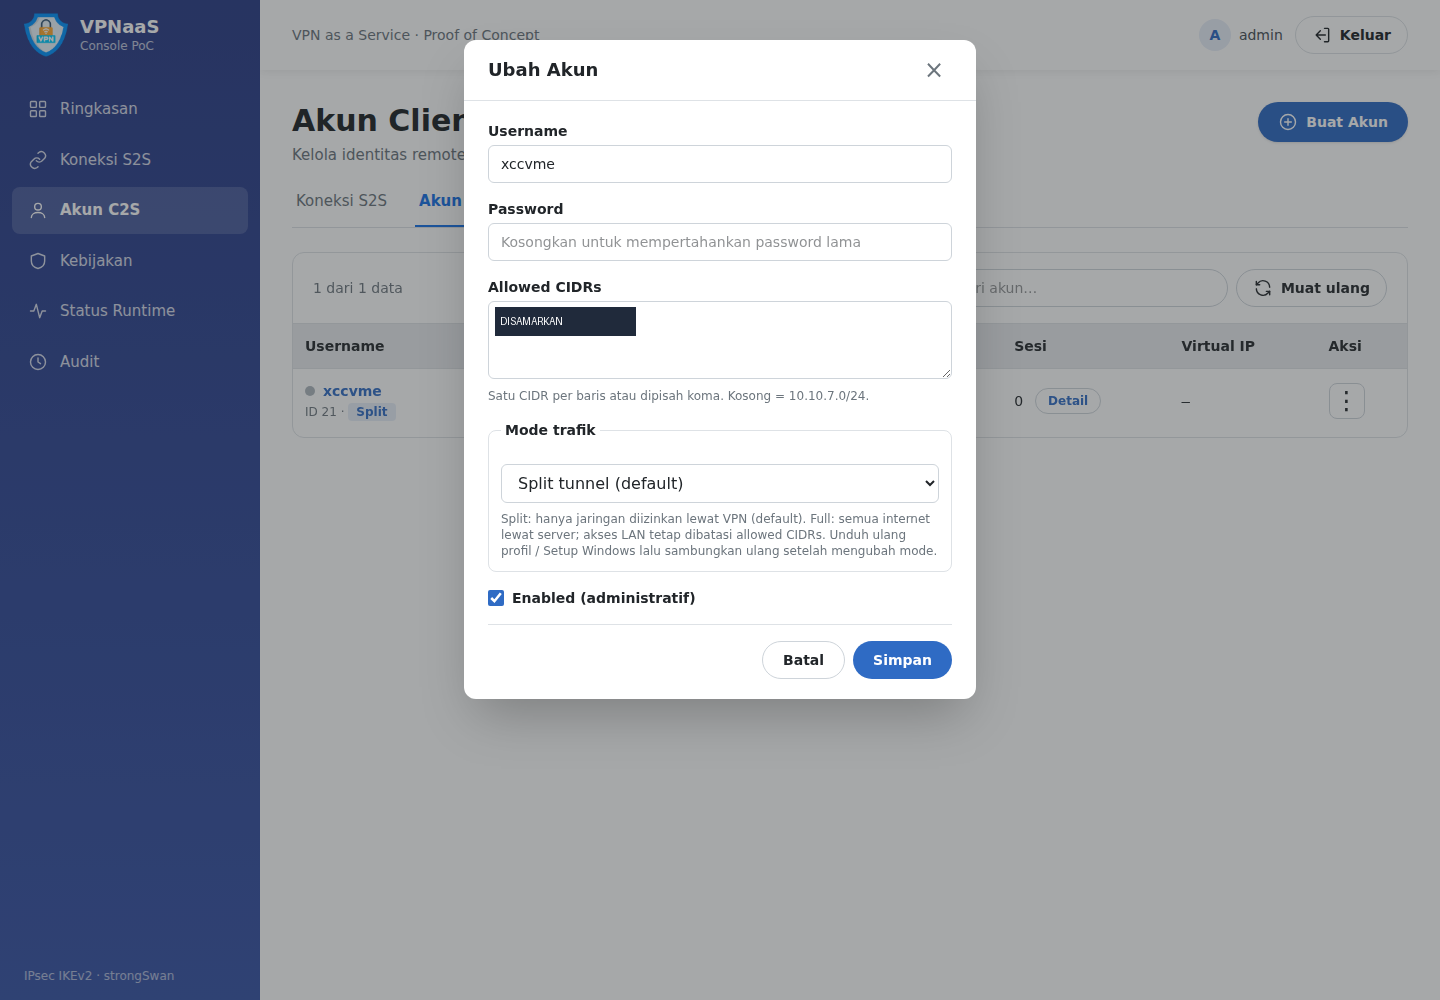 VPNaaS
Console PoC
Ringkasan
Koneksi S2S
Akun C2S
Kebijakan
Status Runtime
Audit
IPsec IKEv2 · strongSwan
VPN as a Service · Proof of Concept
A admin
Keluar
Akun Clien
Kelola identitas remote
Buat Akun
Koneksi S2S
Akun
1 dari 1 data
ri akun...
Muat ulang
Username
Sesi
Virtual IP
Aksi
xccvme
ID 21 · Split
0 Detail
–
Ubah Akun
Username
xccvme
Password
Kosongkan untuk mempertahankan password lama
Allowed CIDRs
DISAMARKAN
Satu CIDR per baris atau dipisah koma. Kosong = 10.10.7.0/24.
Mode trafik
Split tunnel (default)
Split: hanya jaringan diizinkan lewat VPN (default). Full: semua internet
lewat server; akses LAN tetap dibatasi allowed CIDRs. Unduh ulang
profil / Setup Windows lalu sambungkan ulang setelah mengubah mode.
Enabled (administratif)
Batal
Simpan